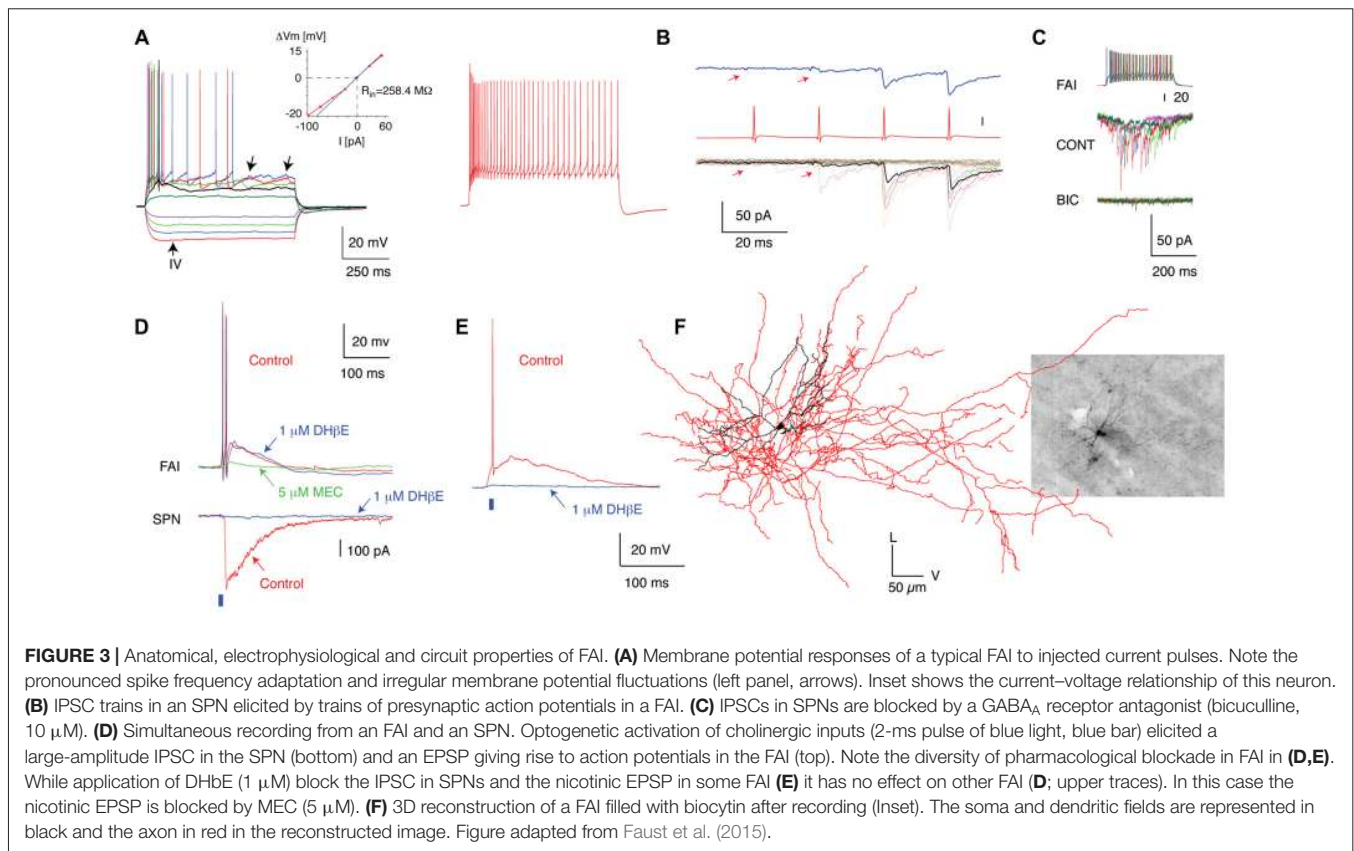 A
ΔVm [mV]
15
0
-20
-100
0
60
I [pA]
Rin=258.4 MΩ
IV
20 mV
250 ms
B
50 pA
20 ms
C
FAI
20
CONT
BIC
50 pA
200 ms
D
20 mv
100 ms
Control
1 μM DHβE
FAI
5 μM MEC
1 μM DHβE
SPN
100 pA
Control
E
Control
1 μM DHβE
20 mV
100 ms
F
L
V
50 µm
FIGURE 3 | Anatomical, electrophysiological and circuit properties of FAI. (A) Membrane potential responses of a typical FAI to injected current pulses. Note the
pronounced spike frequency adaptation and irregular membrane potential fluctuations (left panel, arrows). Inset shows the current–voltage relationship of this neuron.
(B) IPSC trains in an SPN elicited by trains of presynaptic action potentials in a FAI. (C) IPSCs in SPNs are blocked by a GABAA receptor antagonist (bicuculline,
10 μM). (D) Simultaneous recording from an FAI and an SPN. Optogenetic activation of cholinergic inputs (2-ms pulse of blue light, blue bar) elicited a
large-amplitude IPSC in the SPN (bottom) and an EPSP giving rise to action potentials in the FAI (top). Note the diversity of pharmacological blockade in FAI in (D,E).
While application of DHbE (1 μM) block the IPSC in SPNs and the nicotinic EPSP in some FAI (E) it has no effect on other FAI (D; upper traces). In this case the
nicotinic EPSP is blocked by MEC (5 μM). (F) 3D reconstruction of a FAI filled with biocytin after recording (Inset). The soma and dendritic fields are represented in
black and the axon in red in the reconstructed image. Figure adapted from Faust et al. (2015).